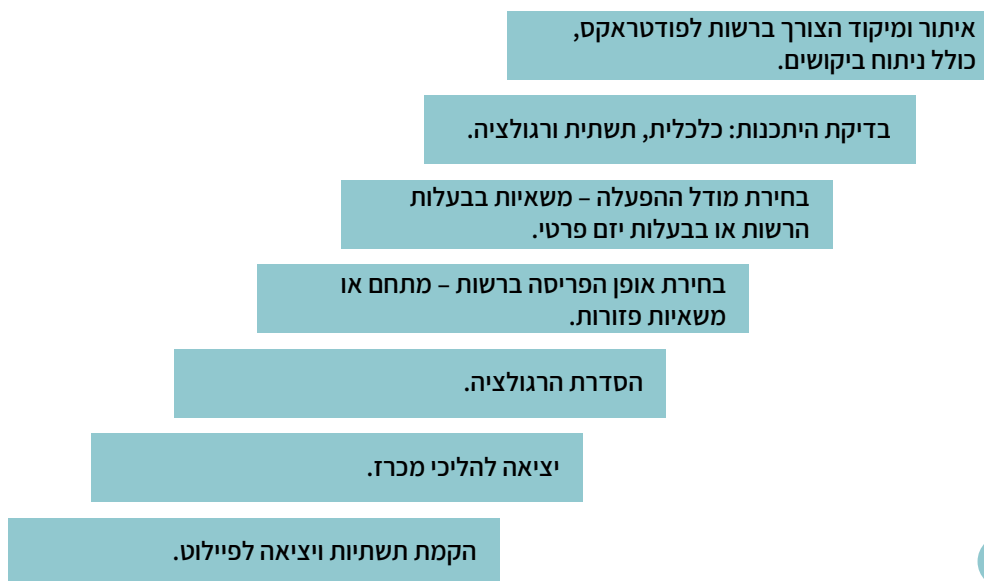 איתור ומיקוד הצורך ברשות לפודטראקס,
כולל ניתוח ביקושים.
בדיקת היתכנות: כלכלית, תשתית ורגולציה.
בחירת מודל ההפעלה – משאיות בבעלות
הרשות או בבעלות יזם פרטי.
בחירת אופן הפריסה ברשות – מתחם או
משאיות פזורות.
הסדרת הרגולציה.
יציאה להליכי מכרז.
הקמת תשתיות ויציאה לפיילוט.